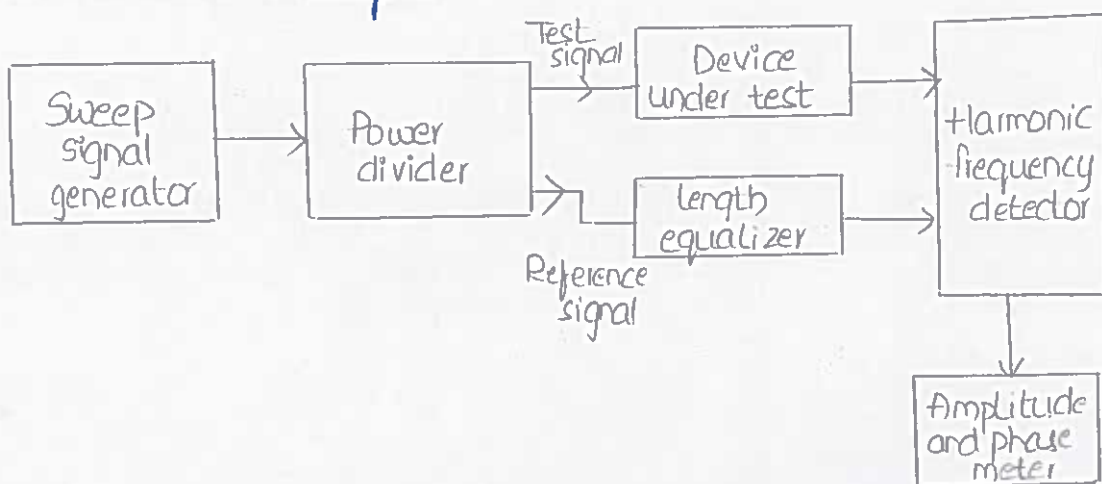 Sweep
signal
generator
Power
divider
Test
signal
Device
under test
Reference
signal
length
equalizer
Harmonic
frequency
detector
Amplitude
and phase
meter